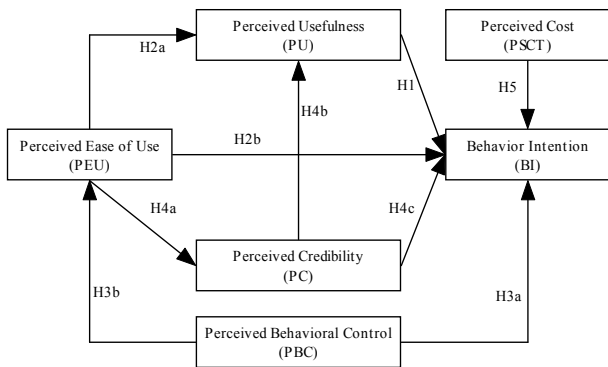 Perceived Usefulness
(PU)
Perceived Cost
(PSCT)
H2a
H1
H5
H4b
Perceived Ease of Use
(PEU)
H2b
Behavior Intention
(BI)
H4a
H4c
Perceived Credibility
(PC)
H3b
H3a
Perceived Behavioral Control
(PBC)